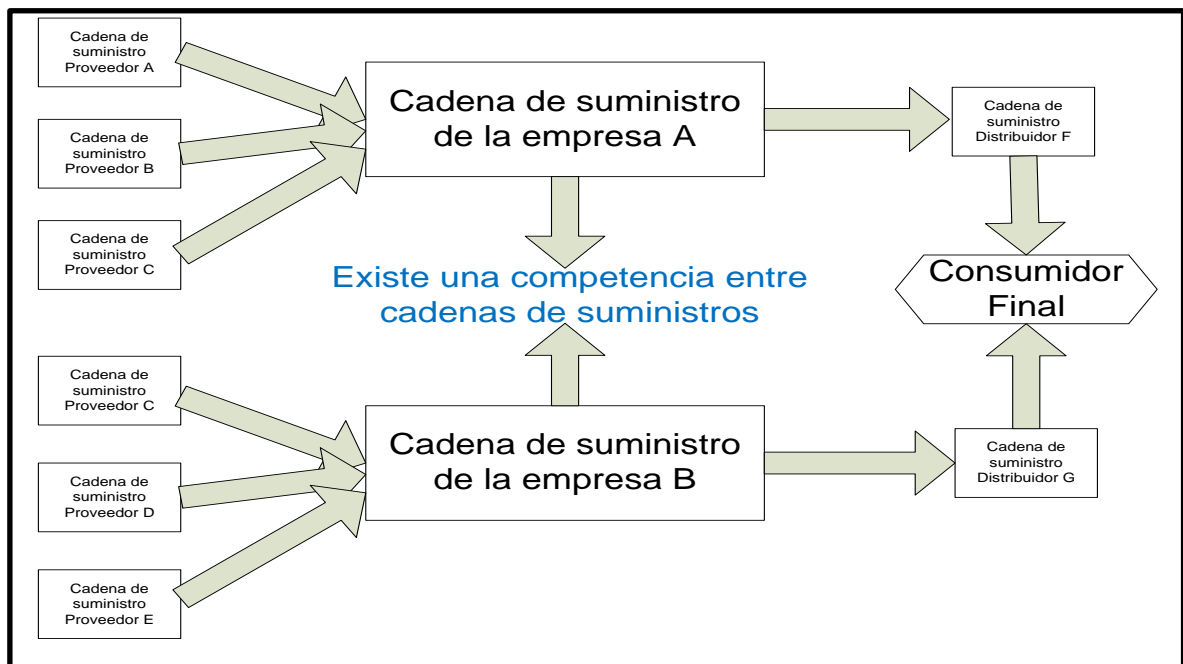 Cadena de
suministro
Proveedor A
Cadena de
suministro
Proveedor B
Cadena de
suministro
Proveedor C
Cadena de suministro
de la empresa A
Cadena de
suministro
Distribuidor F
Existe una competencia entre
cadenas de suministros
Consumidor
Final
Cadena de
suministro
Proveedor C
Cadena de
suministro
Proveedor D
Cadena de
suministro
Proveedor E
Cadena de suministro
de la empresa B
Cadena de
suministro
Distribuidor G